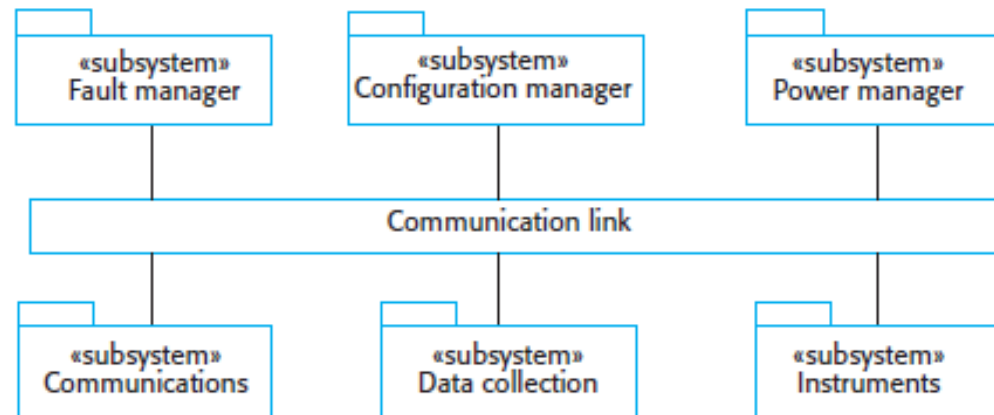 «subsystem»
Fault manager
«subsystem»
Configuration manager
«subsystem»
Power manager
Communication link
«subsystem»
Communications
«subsystem»
Data collection
«subsystem»
Instruments